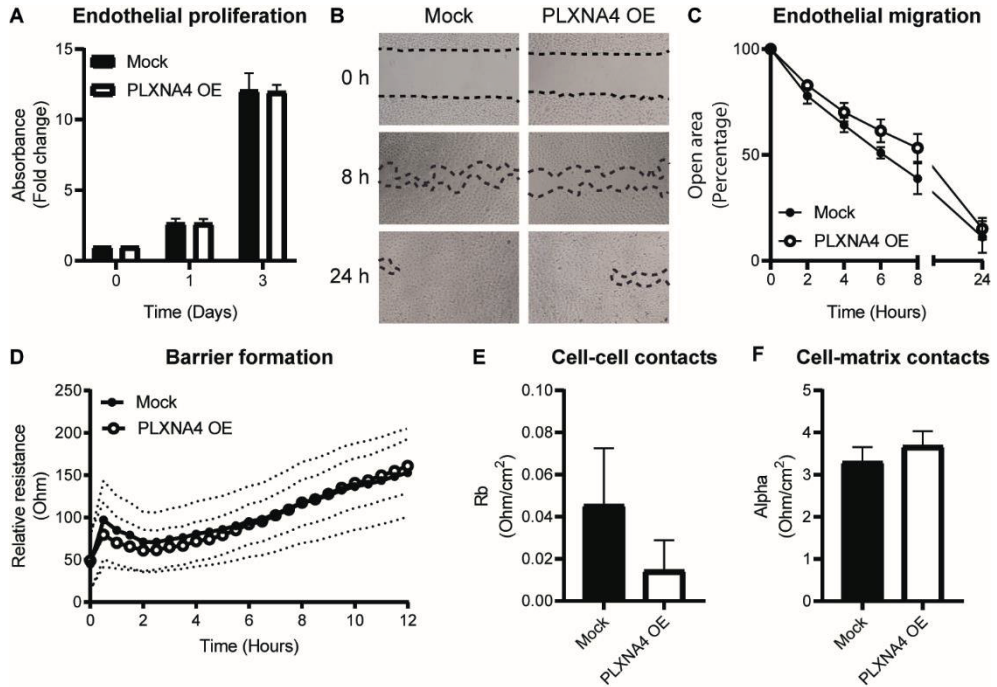 A Endothelial proliferation
Absorbance
(Fold change)
15
10
5
0
Mock
PLXNA4 OE
0 1 3
Time (Days)
B
Mock PLXNA4 OE
0 h
8 h
24 h
C Endothelial migration
Open area
(Percentage)
100
50
0
Mock
PLXNA4 OE
0 2 4 6 8 24
Time (Hours)
D Barrier formation
Relative resistance
(Ohm)
250
200
150
100
50
0
Mock
PLXNA4 OE
0 2 4 6 8 10 12
Time (Hours)
E Cell-cell contacts
Rb
(Ohm/cm²)
0.10
0.08
0.06
0.04
0.02
0.00
Mock
PLXNA4 OE
F Cell-matrix contacts
Alpha
(Ohm/cm²)
5
4
3
2
1
0
Mock
PLXNA4 OE